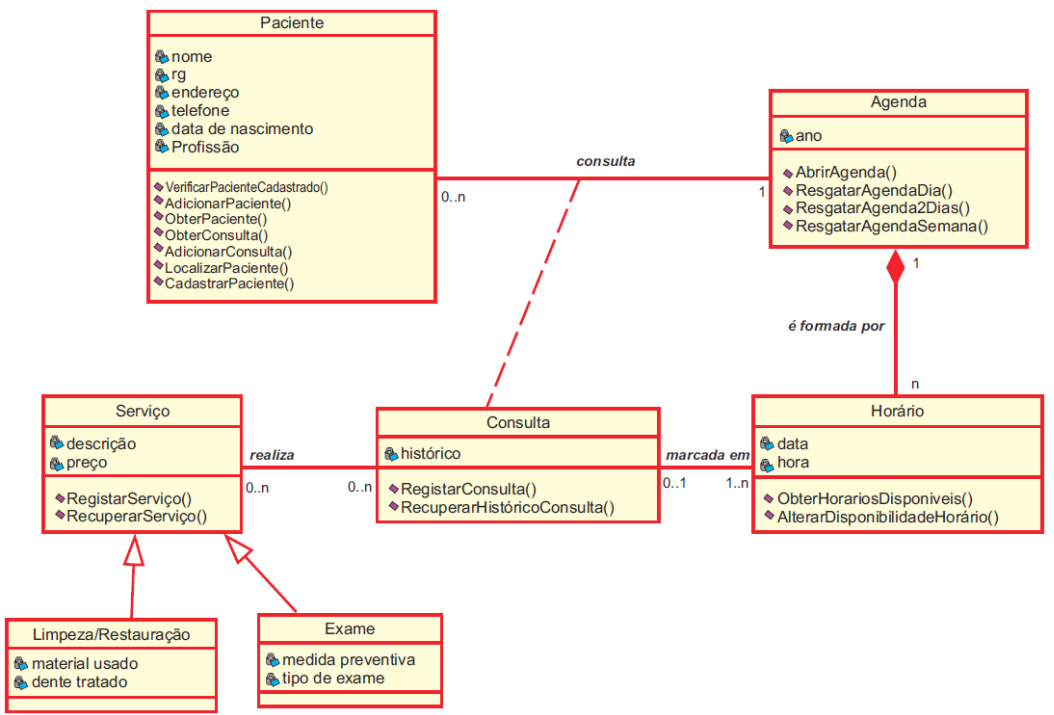 Paciente
nome
rg
endereço
telefone
data de nascimento
Profissão
VerificarPacienteCadastrado()
AdicionarPaciente()
ObterPaciente()
ObterConsulta()
AdicionarConsulta()
LocalizarPaciente()
CadastrarPaciente()
consulta
0..n
1
Agenda
ano
AbrirAgenda()
ResgatarAgendaDia()
ResgatarAgenda2Dias()
ResgatarAgendaSemana()
1
é formada por
n
Serviço
descrição
preço
RegistarServiço()
RecuperarServiço()
realiza
0..n
0..n
Consulta
histórico
RegistarConsulta()
RecuperarHistóricoConsulta()
marcada em
0..1
1..n
Horário
data
hora
ObterHorariosDisponiveis()
AlterarDisponibilidadeHorário()
Limpeza/Restauração
material usado
dente tratado
Exame
medida preventiva
tipo de exame